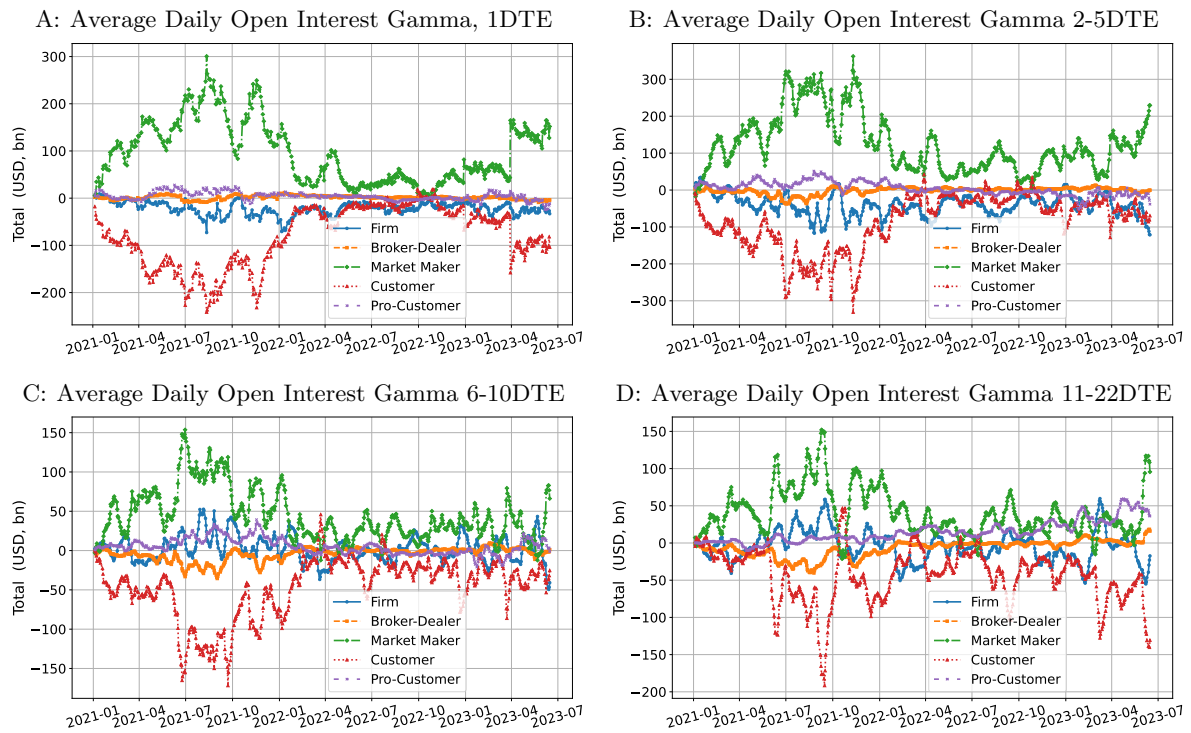 A: Average Daily Open Interest Gamma, 1DTE
Total (USD, bn)
300
200
100
0
−100
−200
Firm
Broker-Dealer
Market Maker
Customer
Pro-Customer
2021-01 2021-04 2021-07 2021-10 2022-01 2022-04 2022-07 2022-10 2023-01 2023-04 2023-07
B: Average Daily Open Interest Gamma 2-5DTE
Total (USD, bn)
300
200
100
0
−100
−200
−300
Firm
Broker-Dealer
Market Maker
Customer
Pro-Customer
2021-01 2021-04 2021-07 2021-10 2022-01 2022-04 2022-07 2022-10 2023-01 2023-04 2023-07
C: Average Daily Open Interest Gamma 6-10DTE
Total (USD, bn)
150
100
50
0
−50
−100
−150
Firm
Broker-Dealer
Market Maker
Customer
Pro-Customer
2021-01 2021-04 2021-07 2021-10 2022-01 2022-04 2022-07 2022-10 2023-01 2023-04 2023-07
D: Average Daily Open Interest Gamma 11-22DTE
Total (USD, bn)
150
100
50
0
−50
−100
−150
−200
Firm
Broker-Dealer
Market Maker
Customer
Pro-Customer
2021-01 2021-04 2021-07 2021-10 2022-01 2022-04 2022-07 2022-10 2023-01 2023-04 2023-07